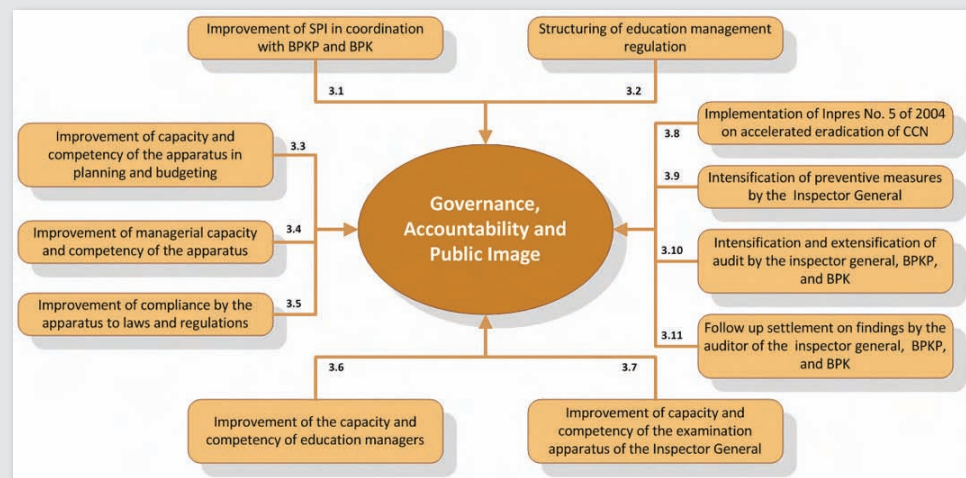 Improvement of SPI in coordination
with BPKP and BPK
Structuring of education management
regulation
3.1
3.2
Improvement of capacity and
competency of the apparatus in
planning and budgeting
3.3
Improvement of managerial capacity
and competency of the apparatus
3.4
Improvement of compliance by the
apparatus to laws and regulations
3.5
Governance,
Accountability and
Public Image
3.8
Implementation of Inpres No. 5 of 2004
on accelerated eradication of CCN
3.9
Intensification of preventive measures
by the Inspector General
3.10
Intensification and extensification of
audit by the inspector general, BPKP,
and BPK
3.11
Follow up settlement on findings by the
auditor of the inspector general, BPKP,
and BPK
3.6
3.7
Improvement of the capacity and
competency of education managers
Improvement of capacity and
competency of the examination
apparatus of the Inspector General